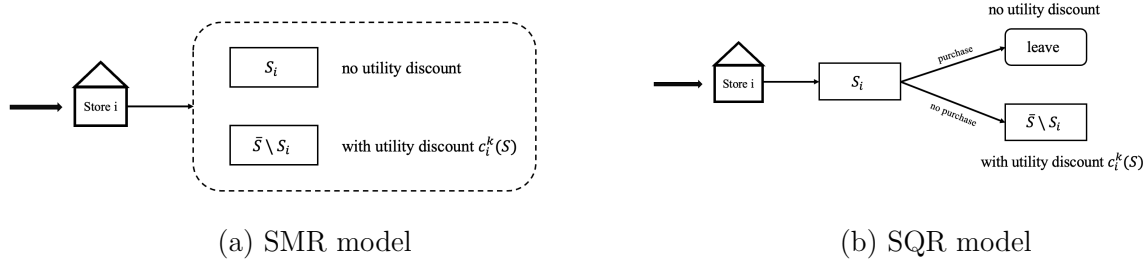 Store i
S_i
no utility discount
S̄ \ S_i
with utility discount c_i^k(S)
(a) SMR model
no utility discount
leave
purchase
Store i
S_i
no purchase
S̄ \ S_i
with utility discount c_i^k(S)
(b) SQR model